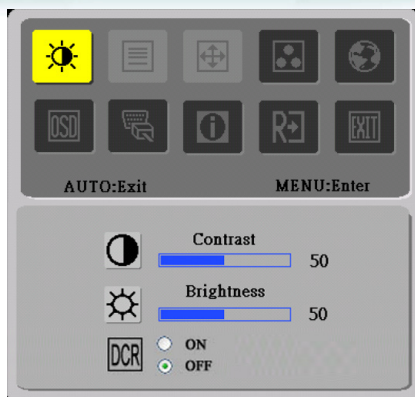 OSD
i
R
EXIT
AUTO:Exit MENU:Enter
Contrast
50
Brightness
50
DCR
ON
OFF